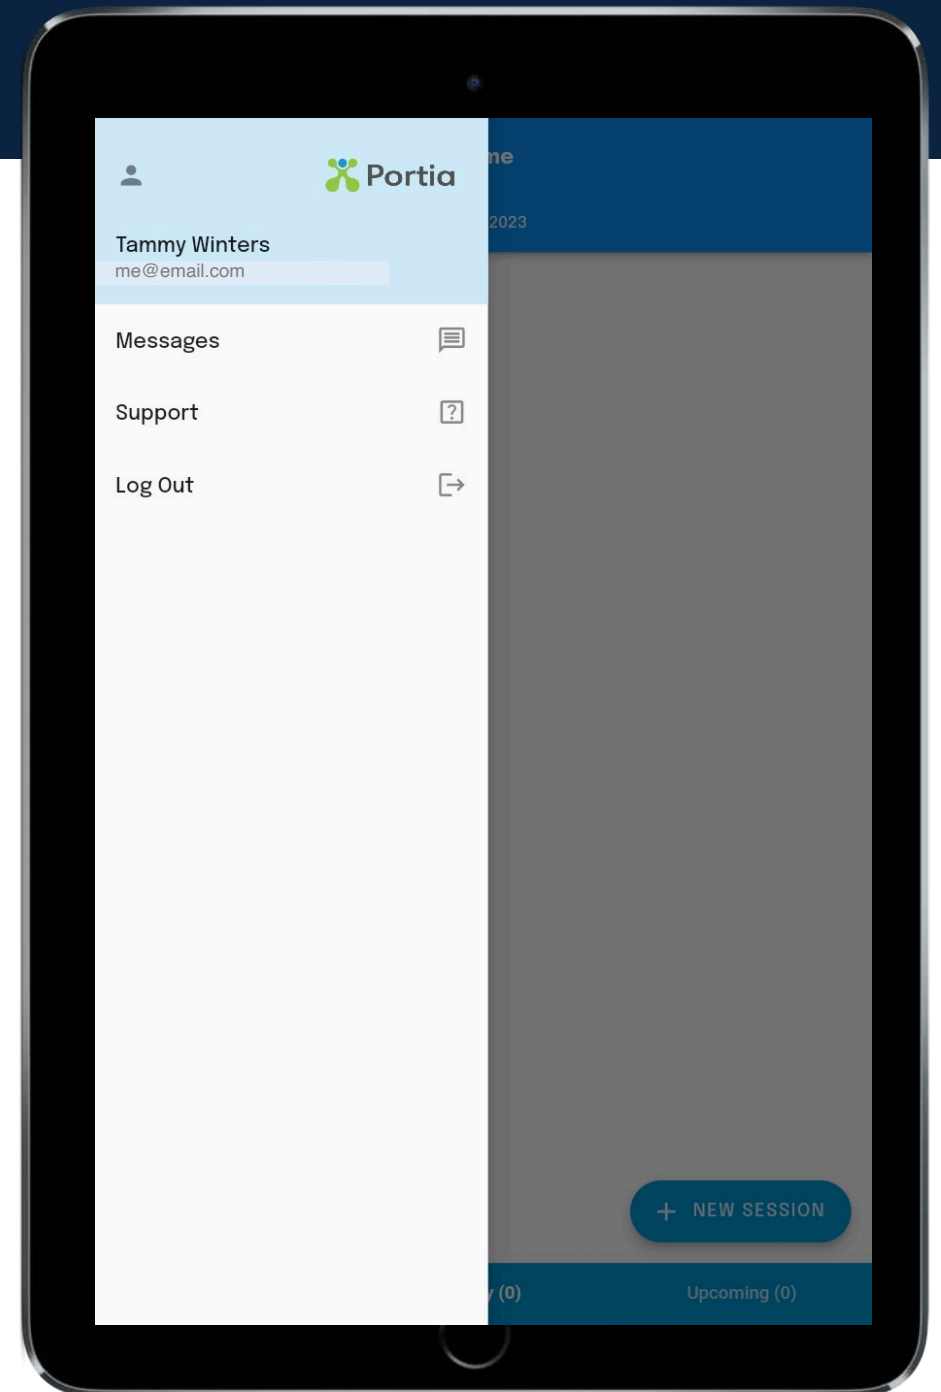 Portia
Tammy Winters
me@email.com
Messages
Support
Log Out
2023
NEW SESSION
(0)
Upcoming (0)